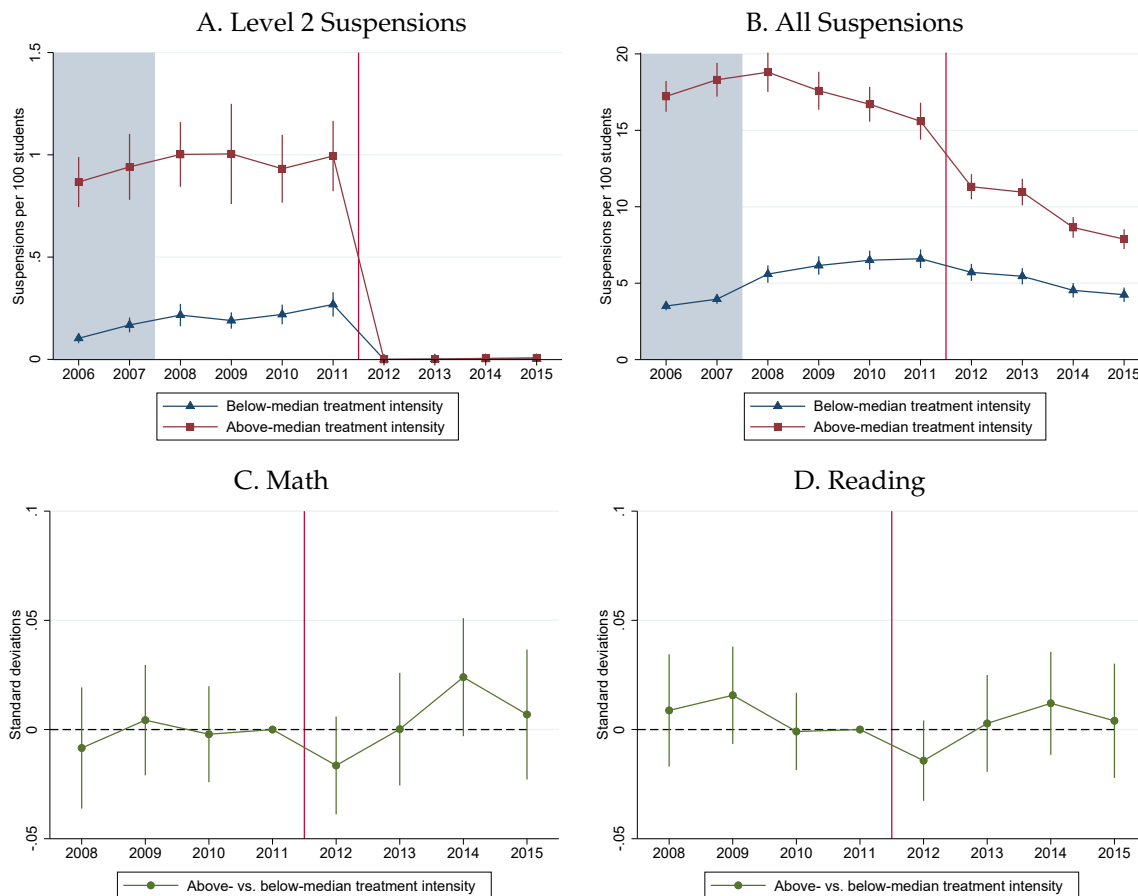 A. Level 2 Suspensions
Suspensions per 100 students
1.5
1
.5
0
2006 2007 2008 2009 2010 2011 2012 2013 2014 2015
Below-median treatment intensity
Above-median treatment intensity
B. All Suspensions
Suspensions per 100 students
20
15
10
5
0
2006 2007 2008 2009 2010 2011 2012 2013 2014 2015
Below-median treatment intensity
Above-median treatment intensity
C. Math
Standard deviations
.1
.05
0
-.05
2008 2009 2010 2011 2012 2013 2014 2015
Above- vs. below-median treatment intensity
D. Reading
Standard deviations
.1
.05
0
-.05
2008 2009 2010 2011 2012 2013 2014 2015
Above- vs. below-median treatment intensity